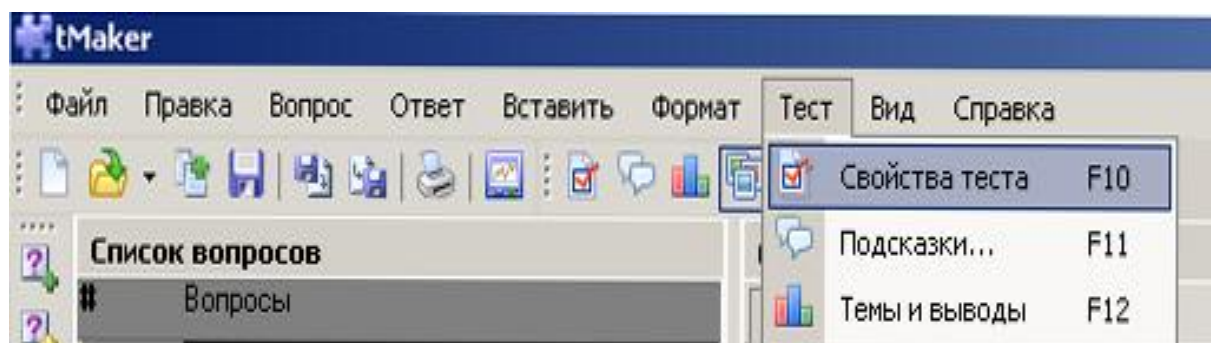 tMaker
Файл Правка Вопрос Ответ Вставить Формат Тест Вид Справка
Свойства теста F10
Список вопросов
Подсказки... F11
# Вопросы
Темы и выводы F12